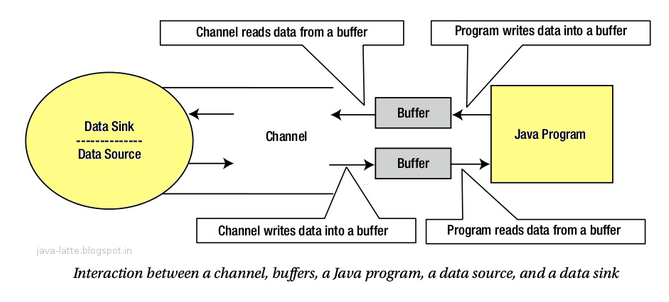 Channel reads data from a buffer
Program writes data into a buffer
Data Sink
Data Source
Channel
Buffer
Buffer
Java Program
Channel writes data into a buffer
Program reads data from a buffer
java-latte.blogspot.in
Interaction between a channel, buffers, a Java program, a data source, and a data sink